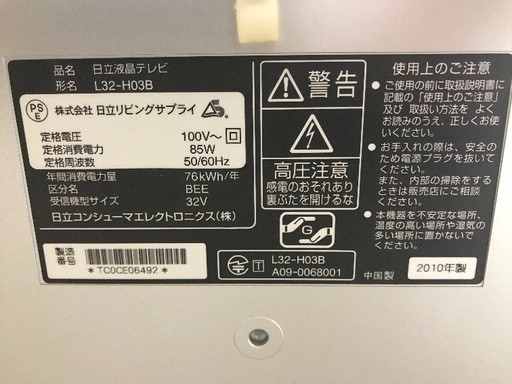 品名 日立液晶テレビ
形名 L32-H03B
PS
E
株式会社 日立リビングサプライ
定格電圧 100V～
定格消費電力 85W
定格周波数 50/60Hz
年間消費電力量 76kWh/年
区分名 BEE
受信機型サイズ 32V
日立コンシューマエレクトロニクス(株)
製造
番号
*TC0CE06492*
警告
高圧注意
感電のおそれあり
裏ぶたを開けるな
G
T
L32-H03B
A09-0068001
使用上のご注意
●ご使用の前に取扱説明書に
記載の「使用上のご注意」
及び 取扱い方法を よく
お読みのうえ、正しくお使
いください。
●お手入れの際は、安全の
ため電源プラグを抜いて
ください。
また、内部の掃除をする
ときは販売店にご相談
ください。
●本機器を不安定な場所、
温度の高い場所や湿気の
多い場所に置かないで
ください。
中国製
2010年製